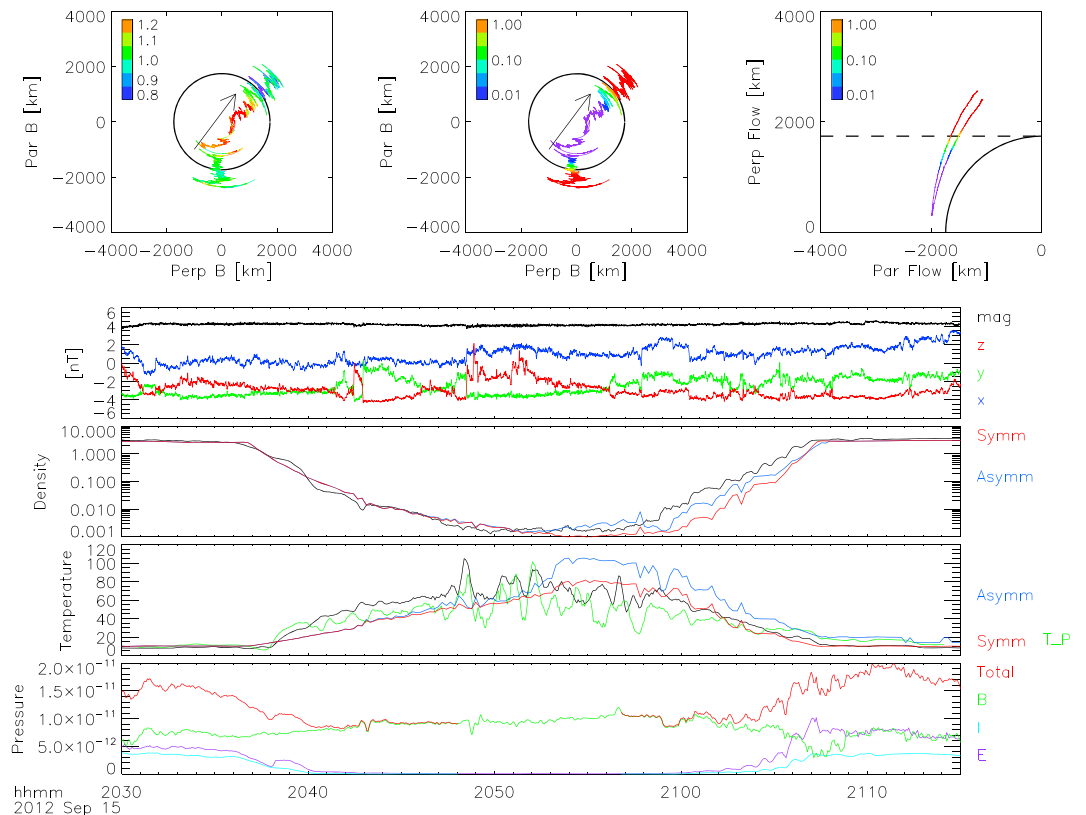 4000
2000
0
−2000
−4000
Par B [km]
1.2
1.1
1.0
0.9
0.8
−4000 −2000 0 2000 4000
Perp B [km]
4000
2000
0
−2000
−4000
Par B [km]
1.00
0.10
0.01
−4000 −2000 0 2000 4000
Perp B [km]
4000
2000
0
Perp Flow [km]
1.00
0.10
0.01
−4000 −2000 0
Par Flow [km]
6
4
2
0
−2
−4
−6
[nT]
mag
z
y
x
10.000
1.000
0.100
0.010
0.001
Density
Symm
Asymm
120
100
80
60
40
20
0
Temperature
Asymm
Symm T_P
2.0×10−11
1.5×10−11
1.0×10−11
5.0×10−12
0
Pressure
Total
B
I
E
hhmm 2030 2040 2050 2100 2110
2012 Sep 15